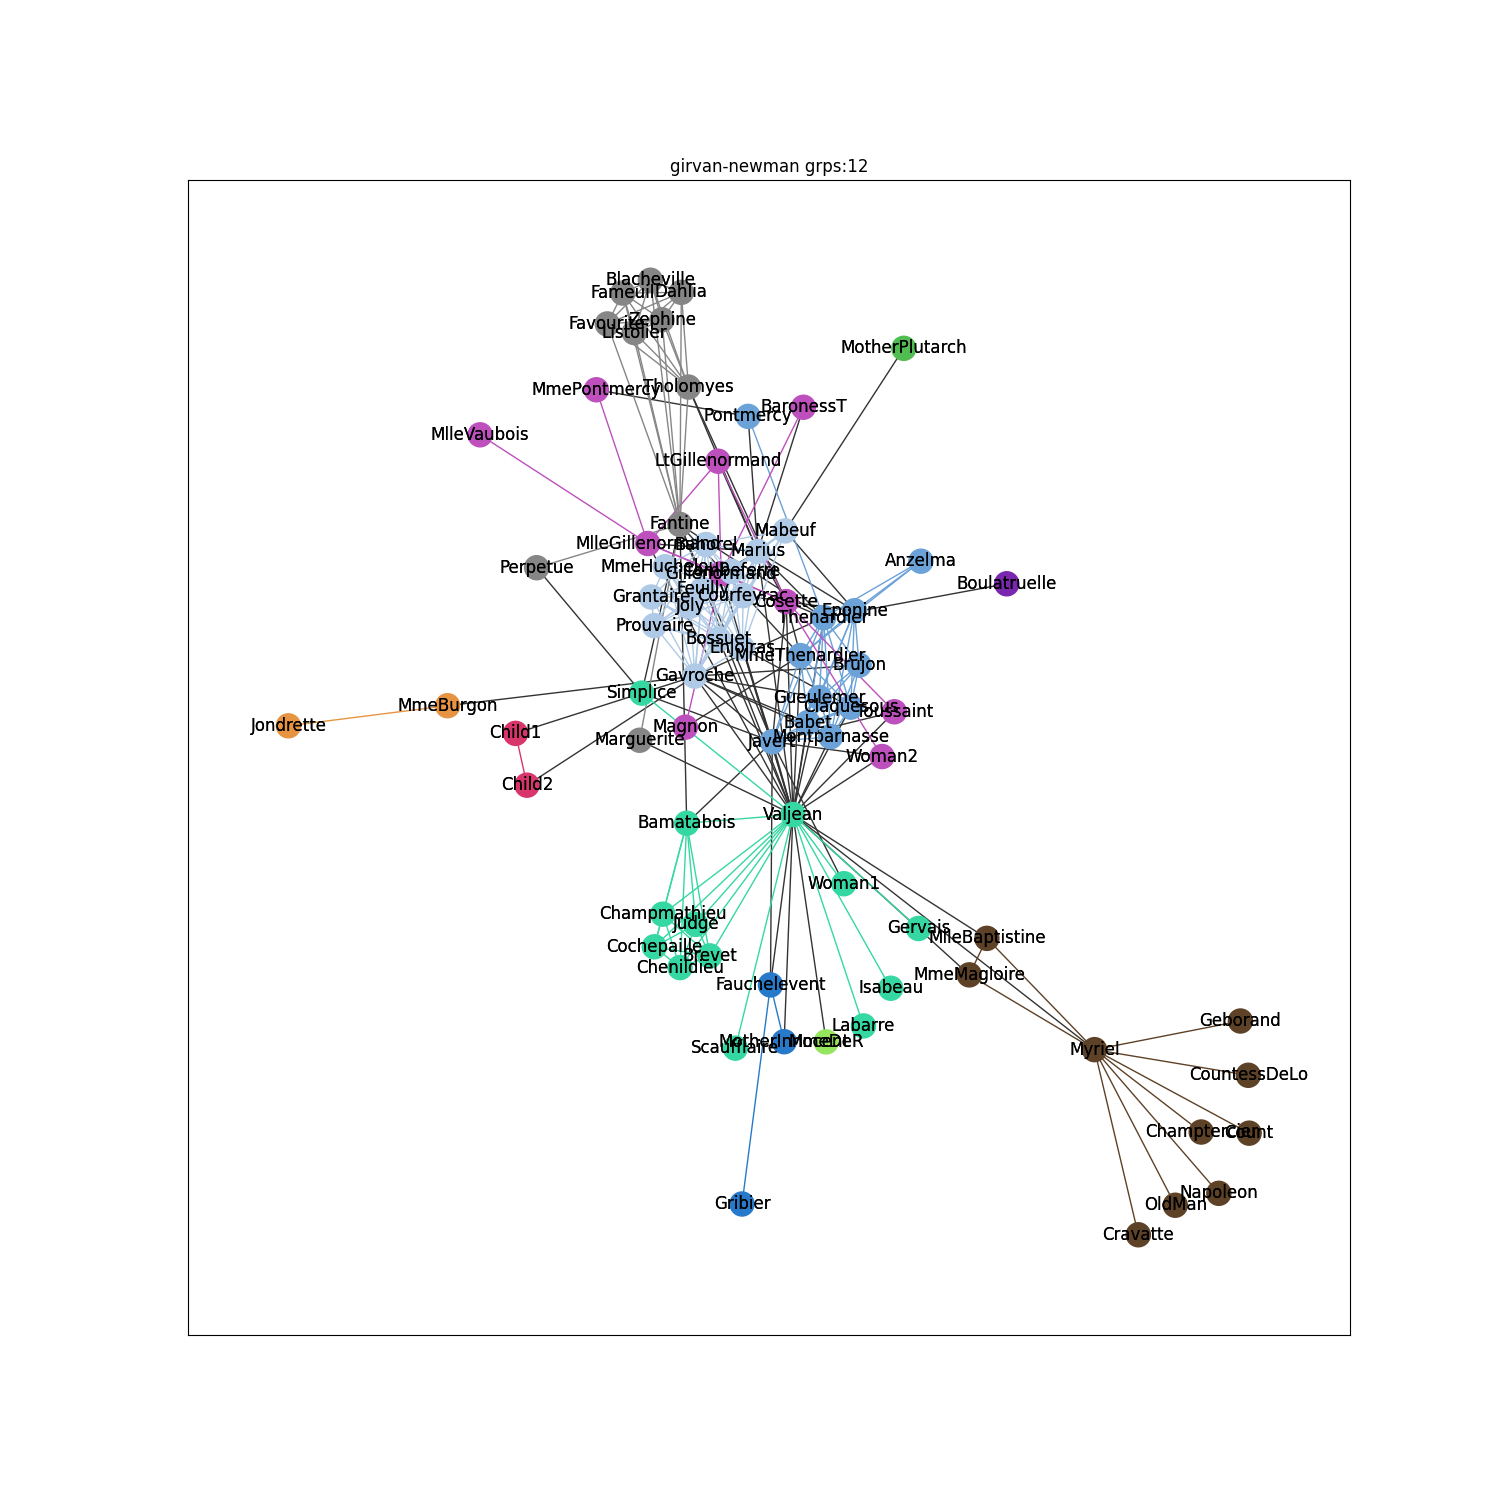 girvan-newman grps:12
Blacheville
Fameuil
Dahlia
Favourite
Zephine
Listolier
MotherPlutarch
MmePontmercy
Tholomyes
BaronessT
Pontmercy
MlleVaubois
LtGillenormand
Fantine
Mabeuf
MlleGillenormand
Bahorel
Marius
Anzelma
Perpetue
MmeHucheloup
Combeferre
Gillenormand
Boulatruelle
Feuilly
Grantaire
Courfeyrac
Cosette
Joly
Eponine
Thenardier
Prouvaire
Bossuet
Enjolras
MmeThenardier
Brujon
Gavroche
Simplice
Gueulemer
MmeBurgon
Claquesous
Toussaint
Jondrette
Magnon
Babet
Child1
Marguerite
Javert
Montparnasse
Woman2
Child2
Valjean
Bamatabois
Woman1
Champmathieu
Judge
Gervais
MlleBaptistine
Cochepaille
Brevet
Chenildieu
MmeMagloire
Fauchelevent
Isabeau
Geborand
Labarre
Scaufflaire
MotherInnocent
MmeDeR
Myriel
CountessDeLo
Champtercier
Count
Napoleon
Gribier
OldMan
Cravatte